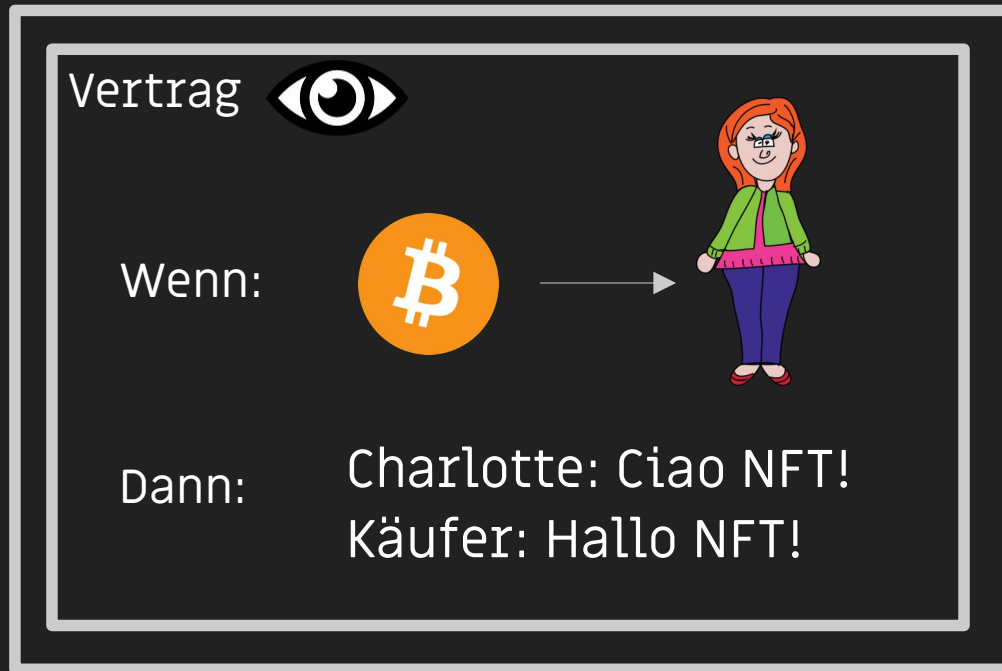 Vertrag
Wenn:
Dann:
Charlotte: Ciao NFT!
Käufer: Hallo NFT!